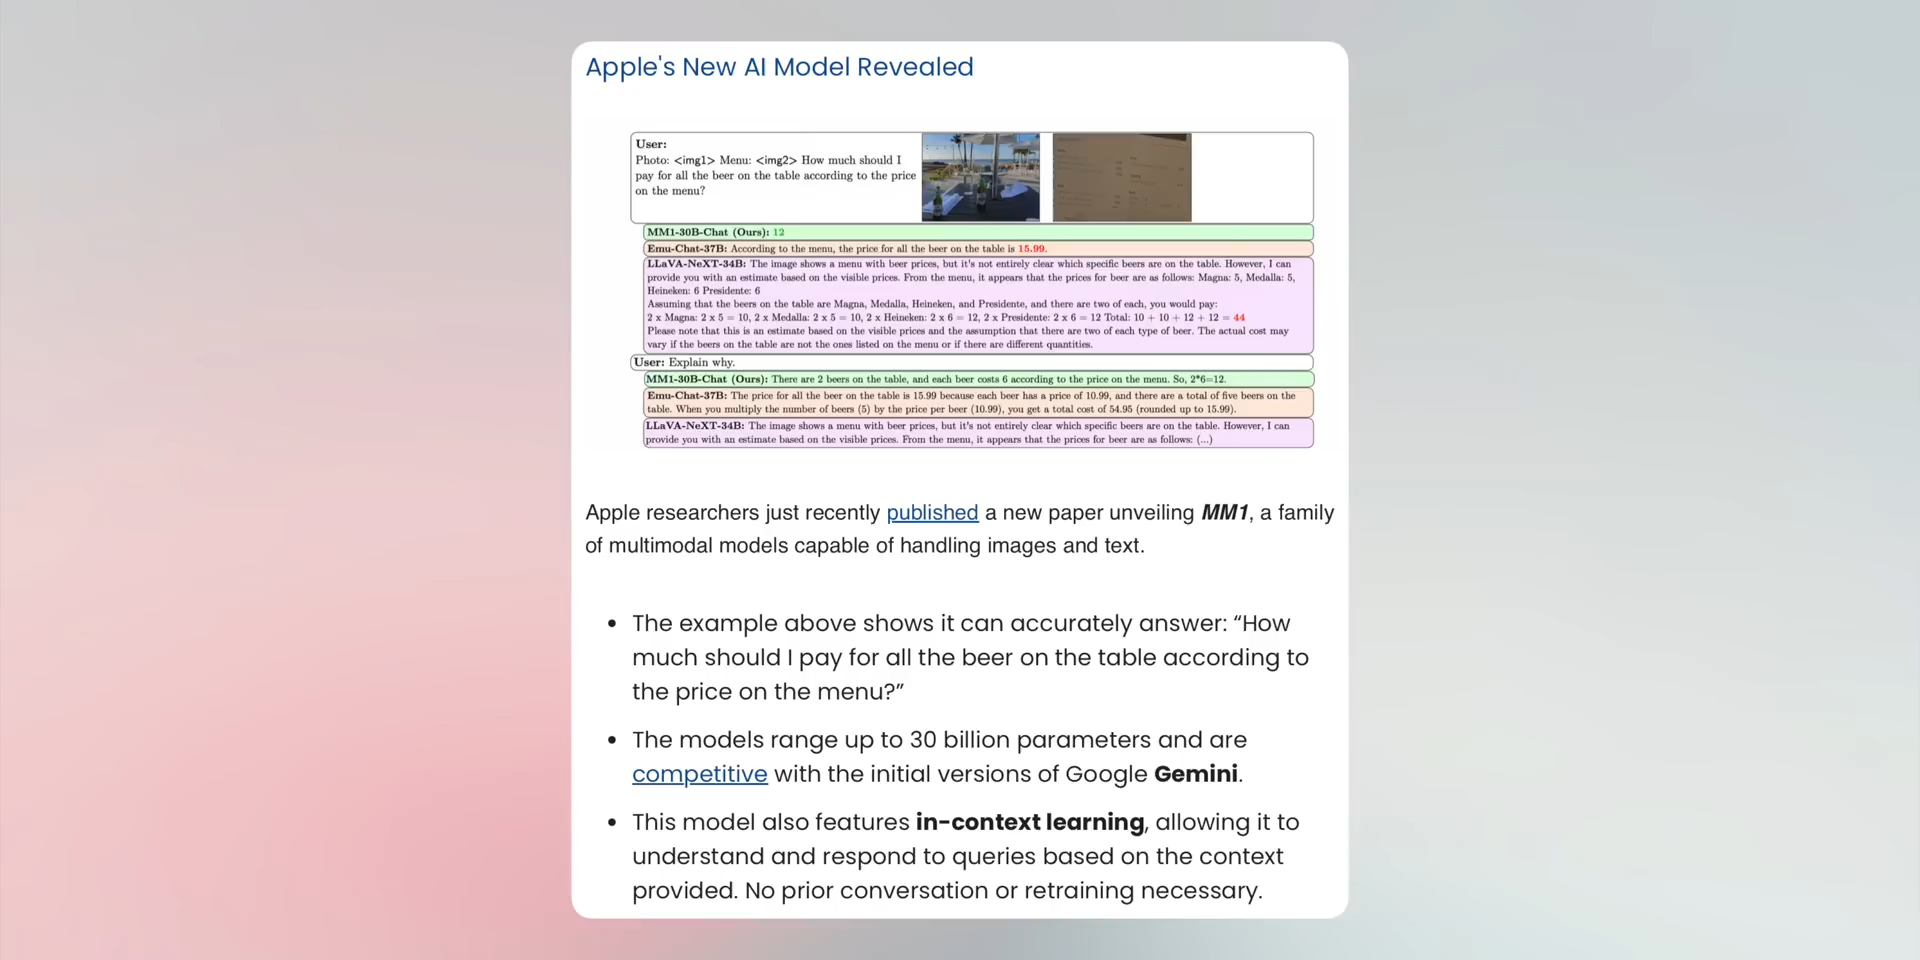 Apple's New AI Model Revealed
User:
Photo: <img1> Menu: <img2> How much should I
pay for all the beer on the table according to the price
on the menu?
MM1-30B-Chat (Ours): 12
Emu-Chat-37B: According to the menu, the price for all the beer on the table is 15.99.
LLaVA-NeXT-34B: The image shows a menu with beer prices, but it's not entirely clear which specific beers are on the table. However, I can
provide you with an estimate based on the visible prices. From the menu, it appears that the prices for beer are as follows: Magna: 5, Medalla: 5,
Heineken: 6 Presidente: 6
Assuming that the beers on the table are Magna, Medalla, Heineken, and Presidente, and there are two of each, you would pay:
2 x Magna: 2 x 5 = 10, 2 x Medalla: 2 x 5 = 10, 2 x Heineken: 2 x 6 = 12, 2 x Presidente: 2 x 6 = 12 Total: 10 + 10 + 12 + 12 = 44
Please note that this is an estimate based on the visible prices and the assumption that there are two of each type of beer. The actual cost may
vary if the beers on the table are not the ones listed on the menu or if there are different quantities.
User: Explain why.
MM1-30B-Chat (Ours): There are 2 beers on the table, and each beer costs 6 according to the price on the menu. So, 2*6=12.
Emu-Chat-37B: The price for all the beer on the table is 15.99 because each beer has a price of 10.99, and there are a total of five beers on the
table. When you multiply the number of beers (5) by the price per beer (10.99), you get a total cost of 54.95 (rounded up to 15.99).
LLaVA-NeXT-34B: The image shows a menu with beer prices, but it's not entirely clear which specific beers are on the table. However, I can
provide you with an estimate based on the visible prices. From the menu, it appears that the prices for beer are as follows: (...)
Apple researchers just recently published a new paper unveiling MM1, a family
of multimodal models capable of handling images and text.
• The example above shows it can accurately answer: “How
much should I pay for all the beer on the table according to
the price on the menu?”
• The models range up to 30 billion parameters and are
competitive with the initial versions of Google Gemini.
• This model also features in-context learning, allowing it to
understand and respond to queries based on the context
provided. No prior conversation or retraining necessary.